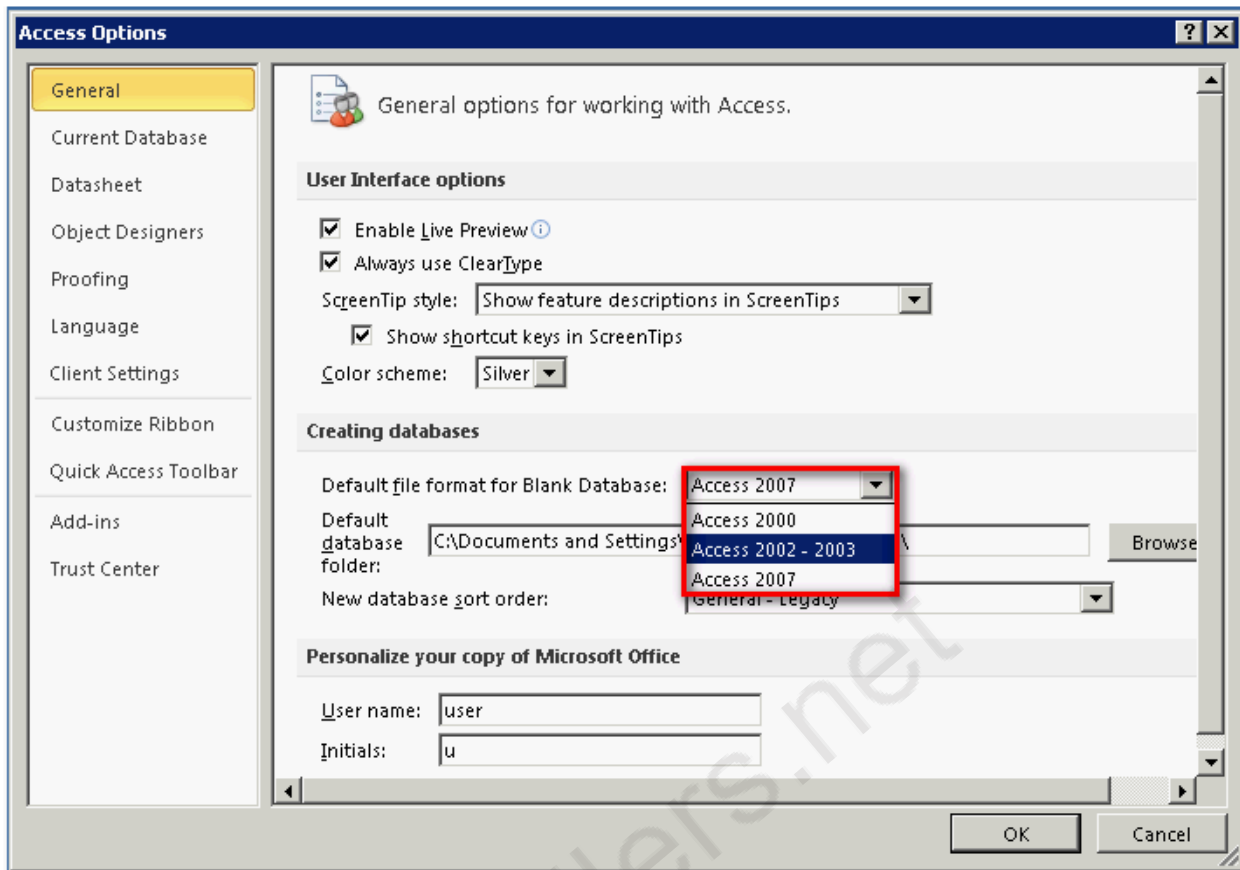 Access Options
General
Current Database
Datasheet
Object Designers
Proofing
Language
Client Settings
Customize Ribbon
Quick Access Toolbar
Add-ins
Trust Center
General options for working with Access.
User Interface options
Enable Live Preview
Always use ClearType
ScreenTip style: Show feature descriptions in ScreenTips
Show shortcut keys in ScreenTips
Color scheme: Silver
Creating databases
Default file format for Blank Database: Access 2007
Access 2000
Access 2002 - 2003
Access 2007
Default database folder: C:\Documents and Settings\ \ Browse
New database sort order: General - Legacy
Personalize your copy of Microsoft Office
User name: user
Initials: u
OK Cancel